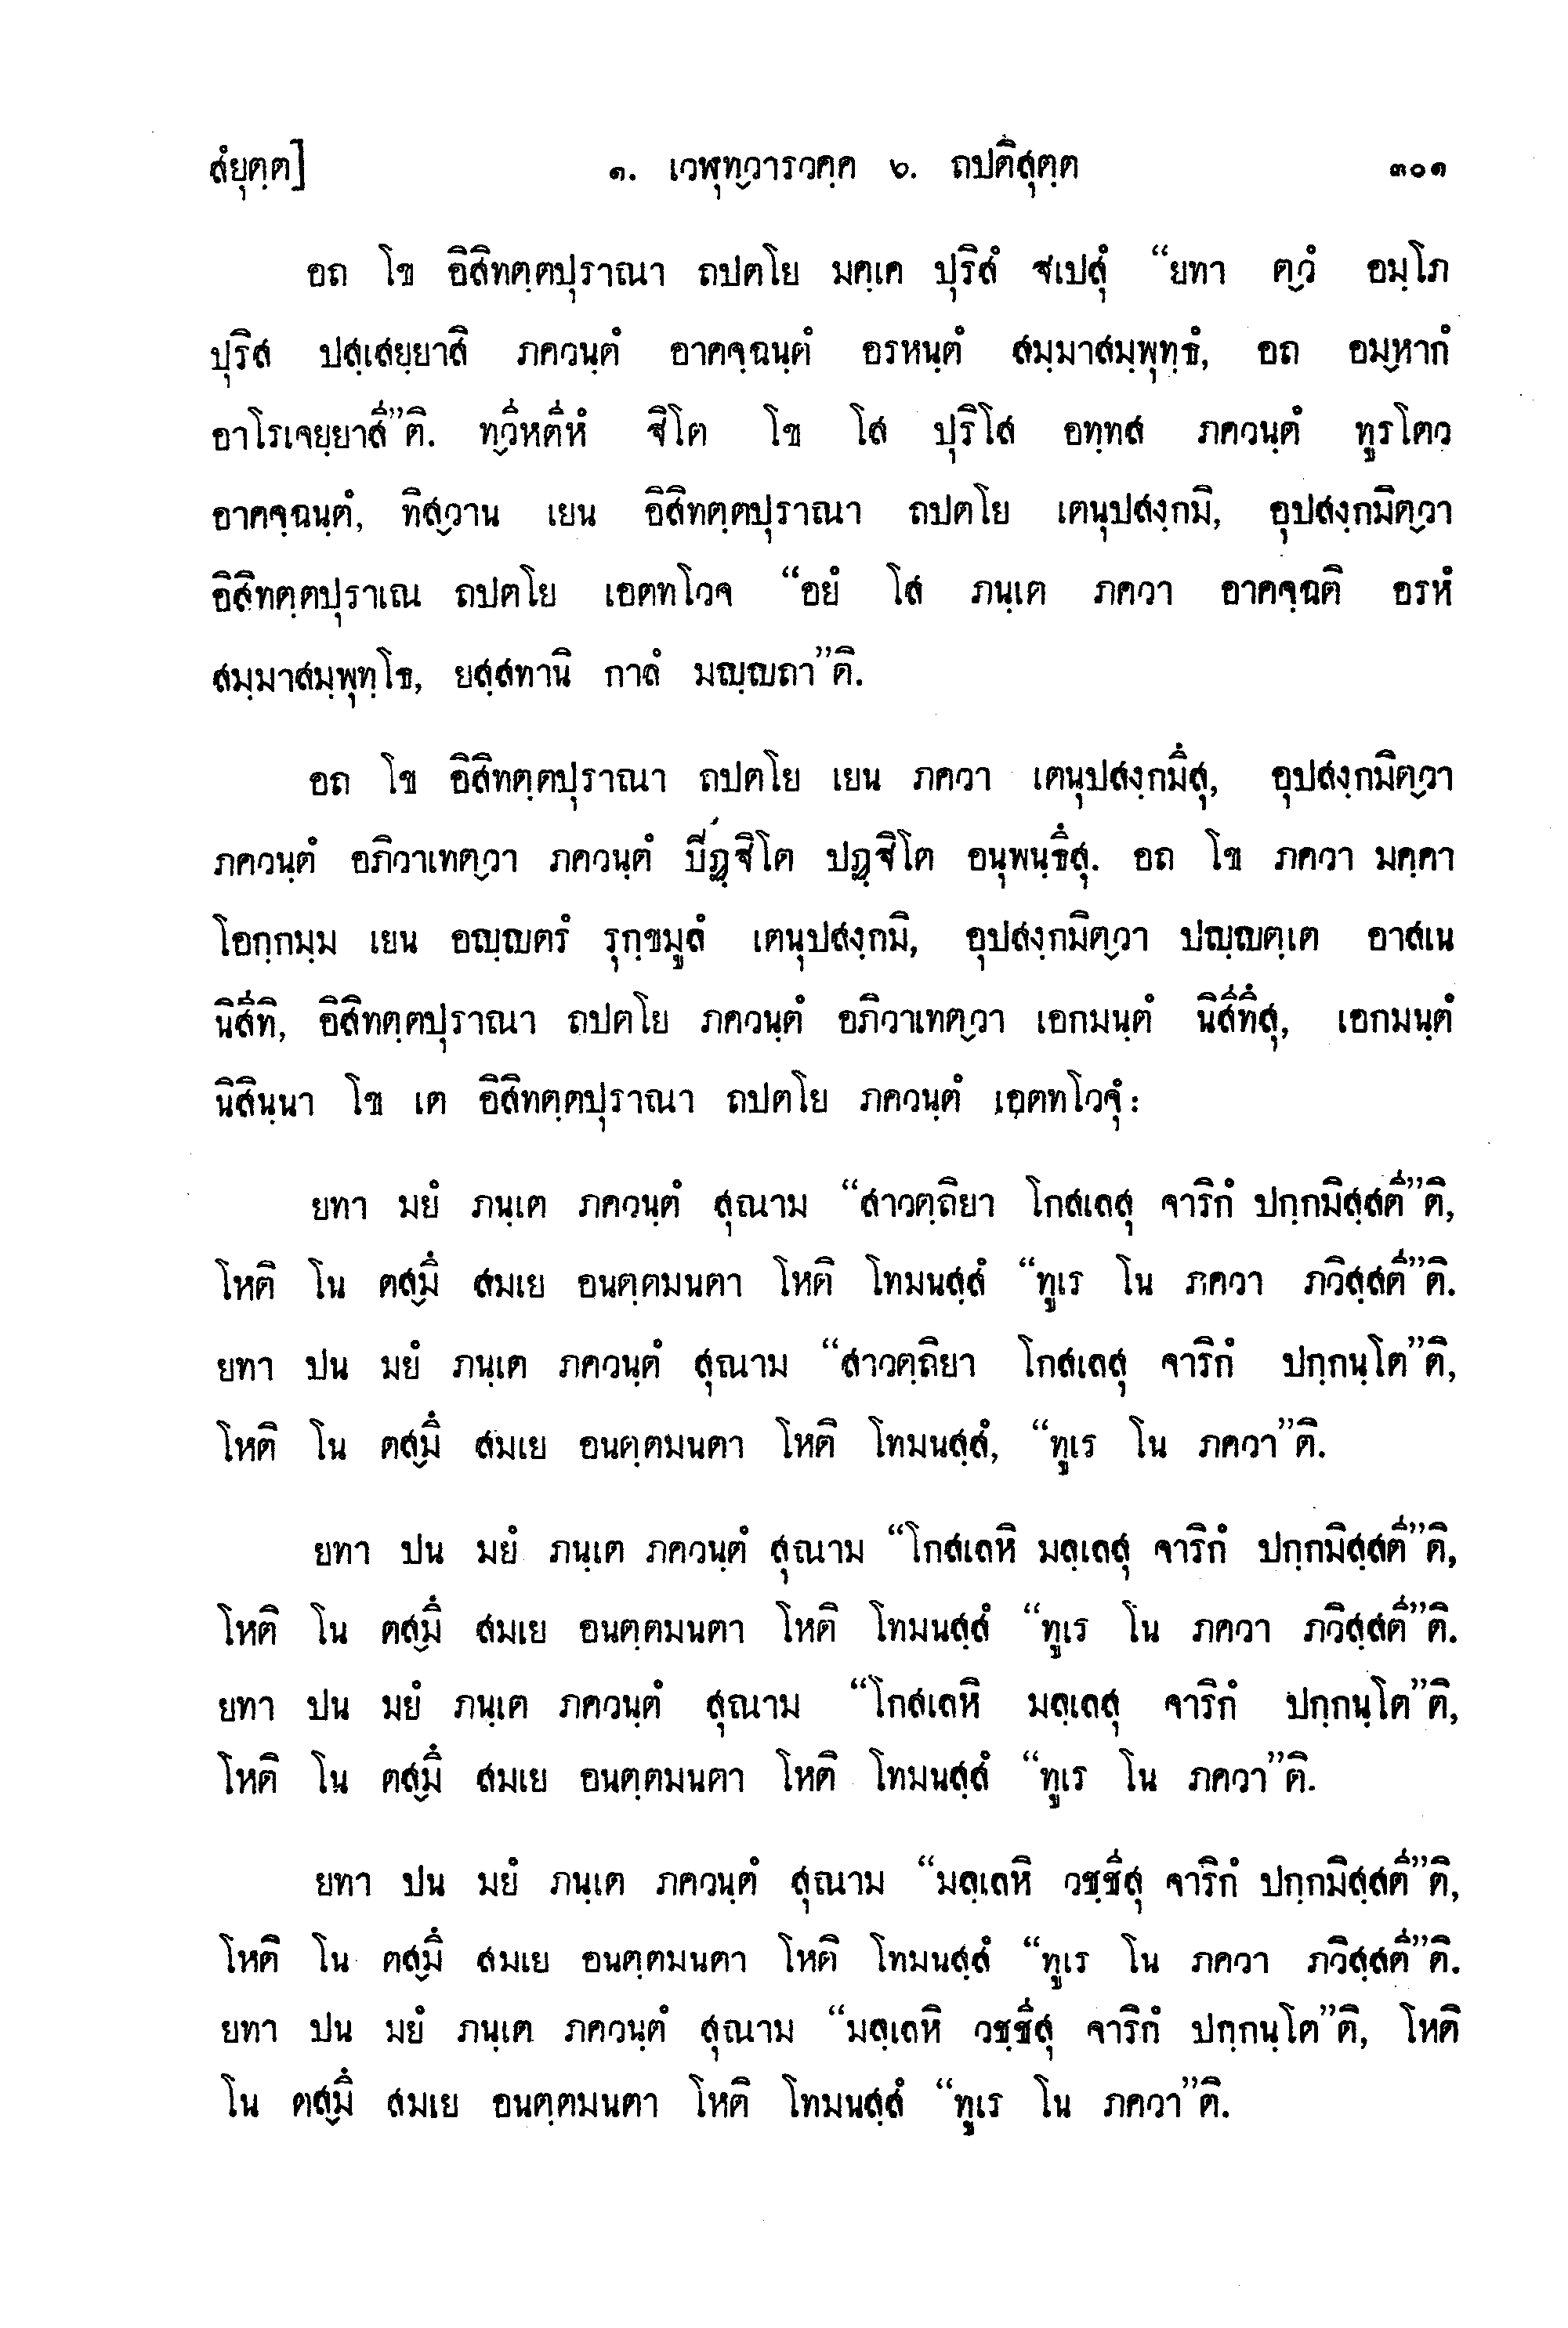 สํยุตฺต]	๑. เวฬุทฺวารวคฺค ๖. ถปติสุตฺต	๓๐๑
อถ โข อิสิทตฺตปุราณา ถปตโย มคฺเค ปุริสํ ฐเปสุํ “ยทา ตฺวํ อมฺโภ
ปุริส ปสฺเสยฺยาสิ ภควนฺตํ อาคจฺฉนฺตํ อรหนฺตํ สมฺมาสมฺพุทฺธํ, อถ อมฺหากํ
อาโรเจยฺยาสี”ติ. ทฺวีหตีหํ ฐิโต โข โส ปุริโส อทฺทส ภควนฺตํ ทูรโตว
อาคจฺฉนฺตํ, ทิสฺวาน เยน อิสิทตฺตปุราณา ถปตโย เตนุปสงฺกมิ, อุปสงฺกมิตฺวา
อิสิทตฺตปุราเณ ถปตโย เอตทโวจ “อยํ โส ภนฺเต ภควา อาคจฺฉติ อรหํ
สมฺมาสมฺพุทฺโธ, ยสฺสทานิ กาลํ มญฺญถา”ติ.
อถ โข อิสิทตฺตปุราณา ถปตโย เยน ภควา เตนุปสงฺกมึสุ, อุปสงฺกมิตฺวา
ภควนฺตํ อภิวาเทตฺวา ภควนฺตํ ปิฏฺฐิโต ปฏฺฐิโต อนุพนฺธึสุ. อถ โข ภควา มคฺคา
โอกฺกมฺม เยน อญฺญตรํ รุกฺขมูลํ เตนุปสงฺกมิ, อุปสงฺกมิตฺวา ปญฺญตฺเต อาสเน
นิสีทิ, อิสิทตฺตปุราณา ถปตโย ภควนฺตํ อภิวาเทตฺวา เอกมนฺตํ นิสีทึสุ, เอกมนฺตํ
นิสินฺนา โข เต อิสิทตฺตปุราณา ถปตโย ภควนฺตํ เอตทโวจุํ:
ยทา มยํ ภนฺเต ภควนฺตํ สุณาม “สาวตฺถิยา โกสเลสุ จาริกํ ปกฺกมิสฺสตี”ติ,
โหติ โน ตสฺมึ สมเย อนตฺตมนตา โหติ โทมนสฺสํ “ทูเร โน ภควา ภวิสฺสตี”ติ.
ยทา ปน มยํ ภนฺเต ภควนฺตํ สุณาม “สาวตฺถิยา โกสเลสุ จาริกํ ปกฺกนฺโต”ติ,
โหติ โน ตสฺมึ สมเย อนตฺตมนตา โหติ โทมนสฺสํ, “ทูเร โน ภควา”ติ.
ยทา ปน มยํ ภนฺเต ภควนฺตํ สุณาม “โกสเลหิ มลฺเลสุ จาริกํ ปกฺกมิสฺสตี”ติ,
โหติ โน ตสฺมึ สมเย อนตฺตมนตา โหติ โทมนสฺสํ “ทูเร โน ภควา ภวิสฺสตี”ติ.
ยทา ปน มยํ ภนฺเต ภควนฺตํ สุณาม “โกสเลหิ มลฺเลสุ จาริกํ ปกฺกนฺโต”ติ,
โหติ โน ตสฺมึ สมเย อนตฺตมนตา โหติ โทมนสฺสํ “ทูเร โน ภควา”ติ.
ยทา ปน มยํ ภนฺเต ภควนฺตํ สุณาม “มลฺเลหิ วชฺชีสุ จาริกํ ปกฺกมิสฺสตี”ติ,
โหติ โน ตสฺมึ สมเย อนตฺตมนตา โหติ โทมนสฺสํ “ทูเร โน ภควา ภวิสฺสตี”ติ.
ยทา ปน มยํ ภนฺเต ภควนฺตํ สุณาม “มลฺเลหิ วชฺชีสุ จาริกํ ปกฺกนฺโต”ติ, โหติ
โน ตสฺมึ สมเย อนตฺตมนตา โหติ โทมนสฺสํ “ทูเร โน ภควา”ติ.